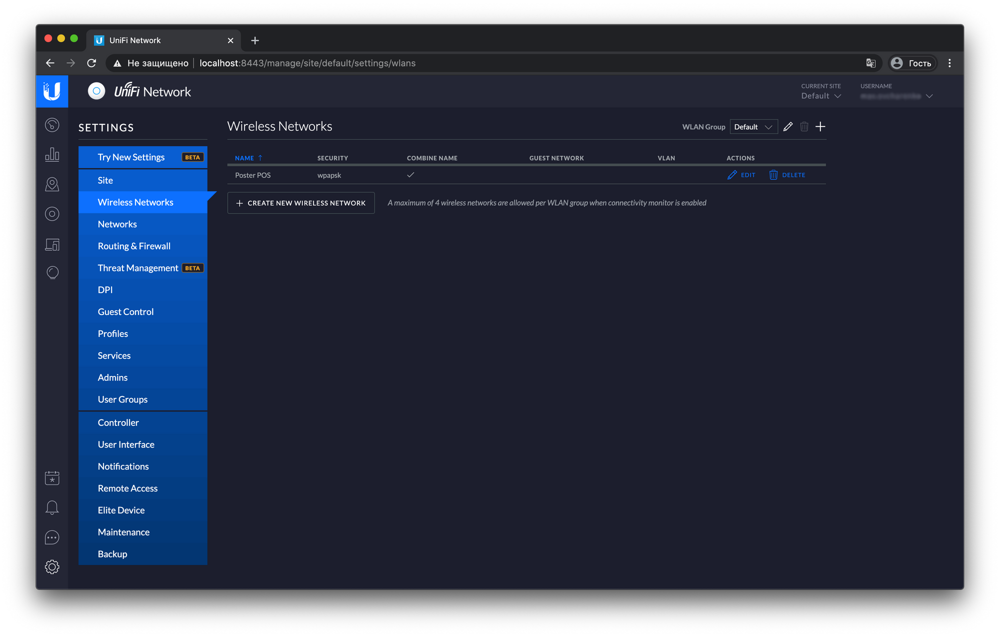 UniFi Network
Не защищено | localhost:8443/manage/site/default/settings/wlans
Гость
UniFi Network
CURRENT SITE
Default
USERNAME
SETTINGS
Try New Settings BETA
Site
Wireless Networks
Networks
Routing & Firewall
Threat Management BETA
DPI
Guest Control
Profiles
Services
Admins
User Groups
Controller
User Interface
Notifications
Remote Access
Elite Device
Maintenance
Backup
Wireless Networks
WLAN Group Default
NAME ↑ SECURITY COMBINE NAME GUEST NETWORK VLAN ACTIONS
Poster POS wpapsk EDIT DELETE
+ CREATE NEW WIRELESS NETWORK
A maximum of 4 wireless networks are allowed per WLAN group when connectivity monitor is enabled